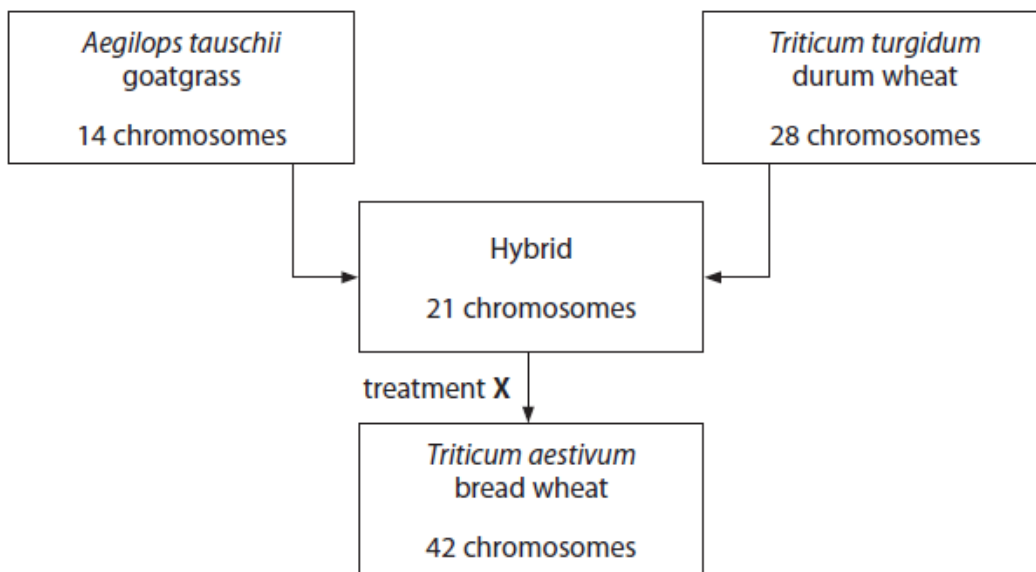 Aegilops tauschii
goatgrass
14 chromosomes
Triticum turgidum
durum wheat
28 chromosomes
Hybrid
21 chromosomes
treatment X
Triticum aestivum
bread wheat
42 chromosomes